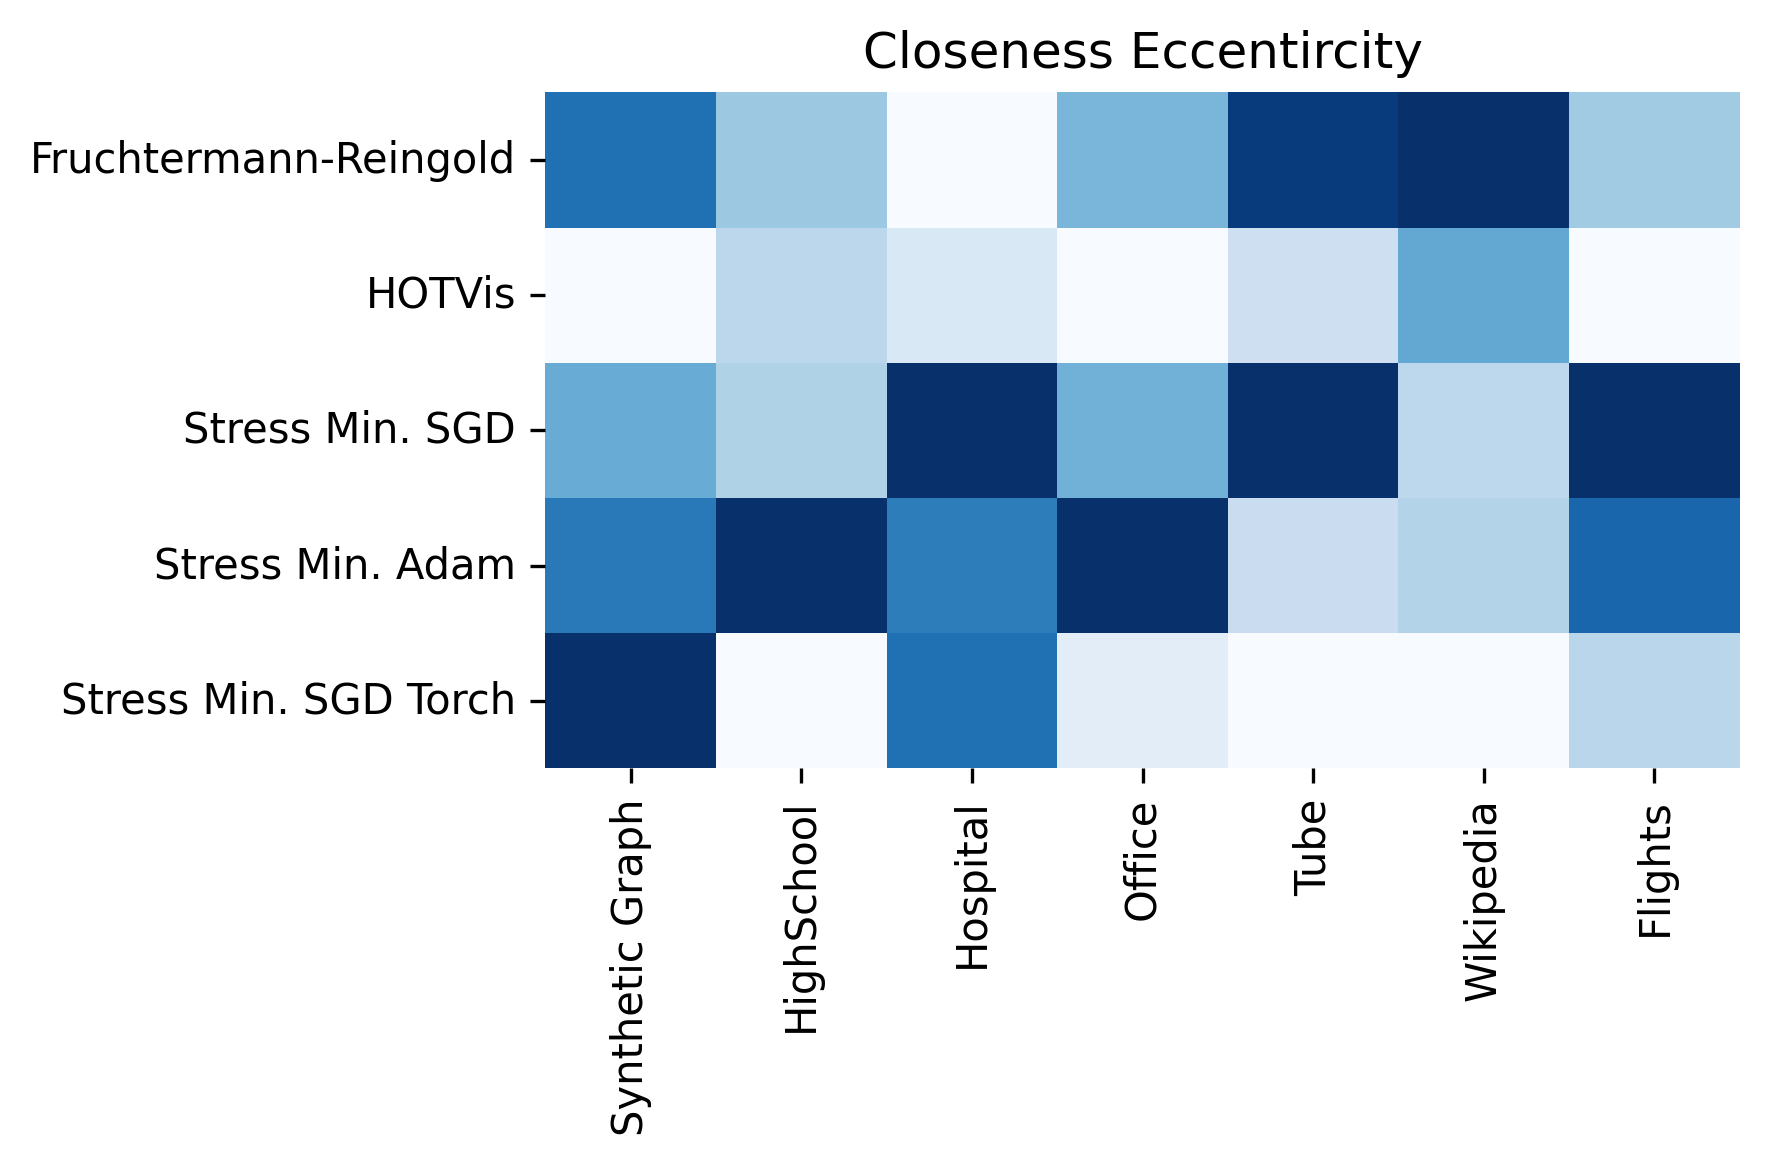 Closeness Eccentircity
Fruchtermann-Reingold
HOTVis
Stress Min. SGD
Stress Min. Adam
Stress Min. SGD Torch
Synthetic Graph
HighSchool
Hospital
Office
Tube
Wikipedia
Flights